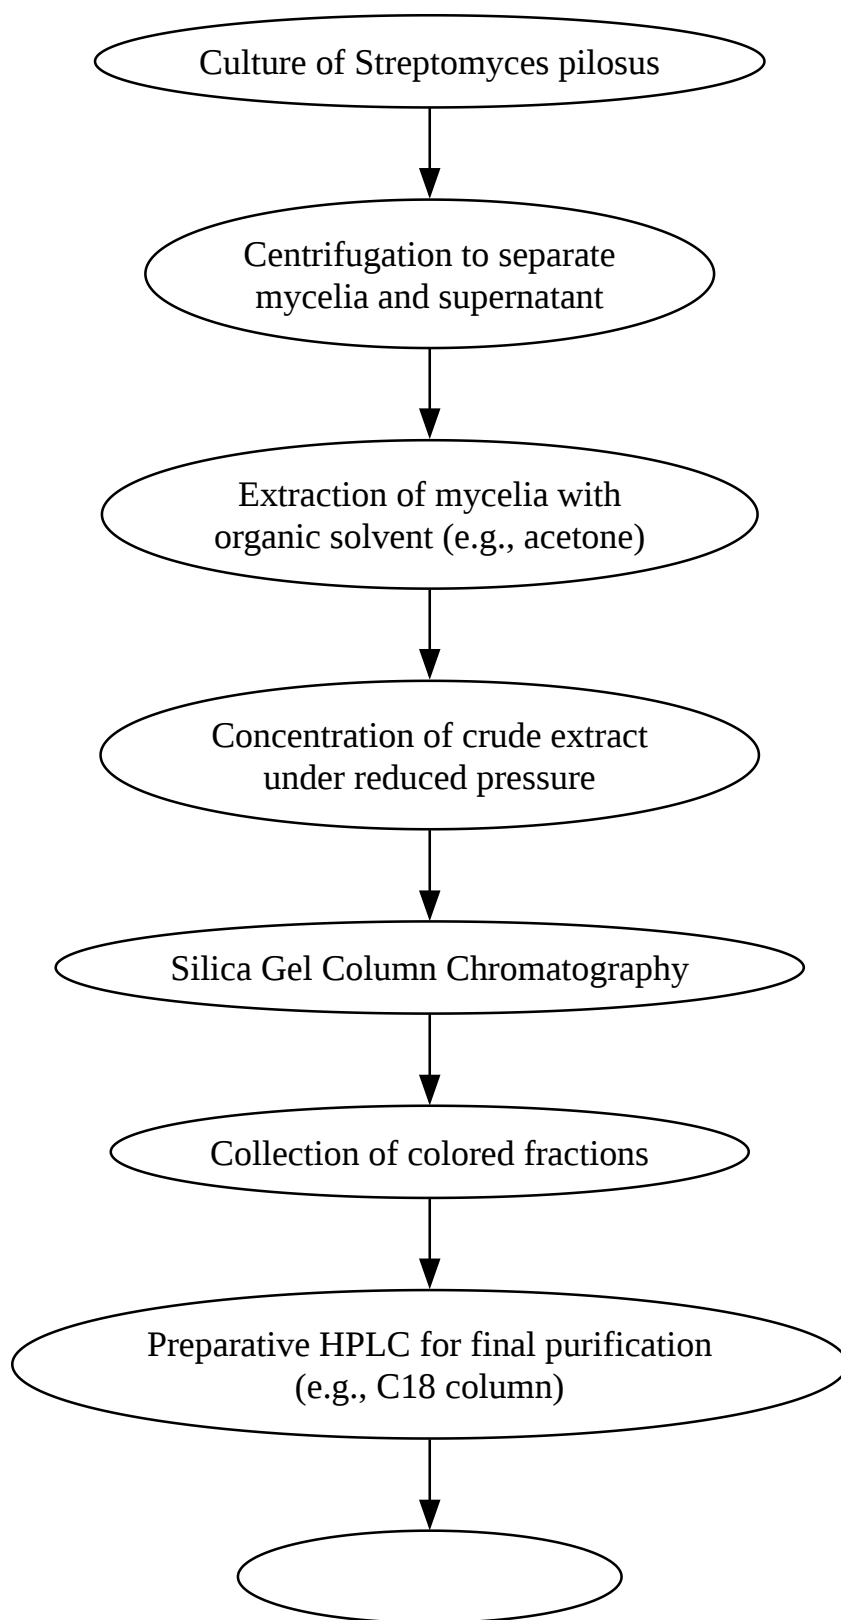 Culture of Streptomyces pilosus
Centrifugation to separate
mycelia and supernatant
Extraction of mycelia with
organic solvent (e.g., acetone)
Concentration of crude extract
under reduced pressure
Silica Gel Column Chromatography
Collection of colored fractions
Preparative HPLC for final purification
(e.g., C18 column)